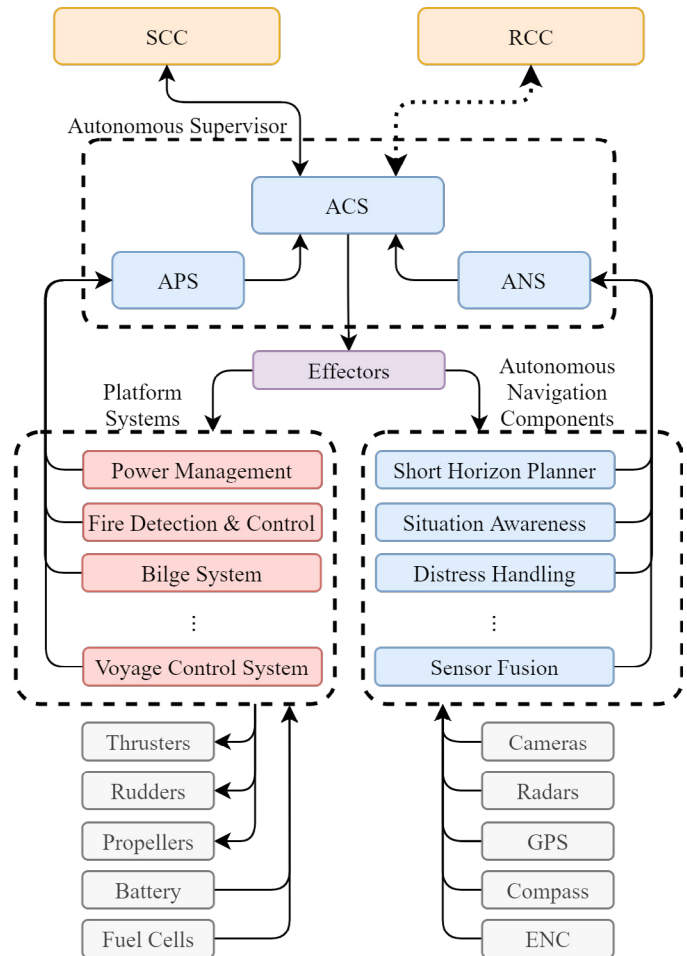 SCC
RCC
Autonomous Supervisor
ACS
APS
ANS
Effectors
Platform
Systems
Autonomous
Navigation
Components
Power Management
Fire Detection & Control
Bilge System
⋮
Voyage Control System
Short Horizon Planner
Situation Awareness
Distress Handling
⋮
Sensor Fusion
Thrusters
Rudders
Propellers
Battery
Fuel Cells
Cameras
Radars
GPS
Compass
ENC